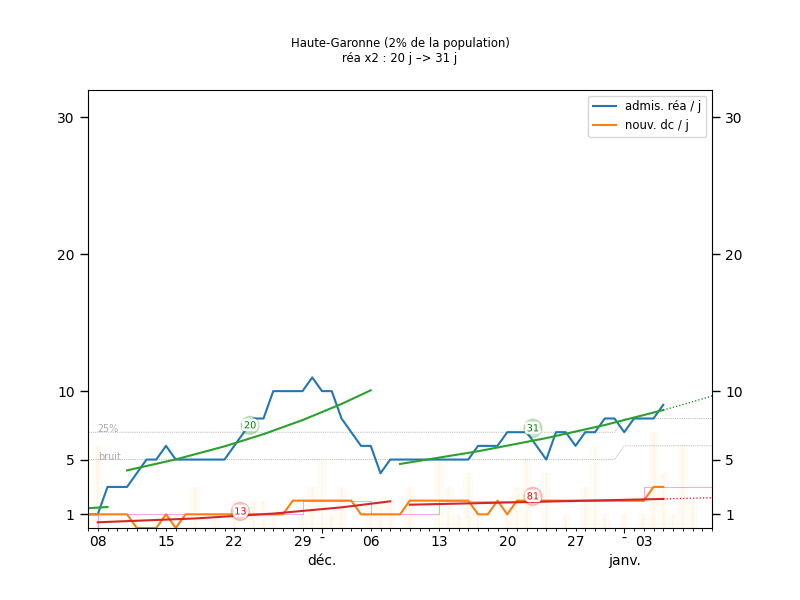 Haute-Garonne (2% de la population)
réa x2 : 20 j –> 31 j
admis. réa / j
nouv. dc / j
30 30
20 20
10 10
5 5
1 1
25%
bruit
20
31
13
81
08 15 22 29 - 06 13 20 27 - 03
déc. janv.